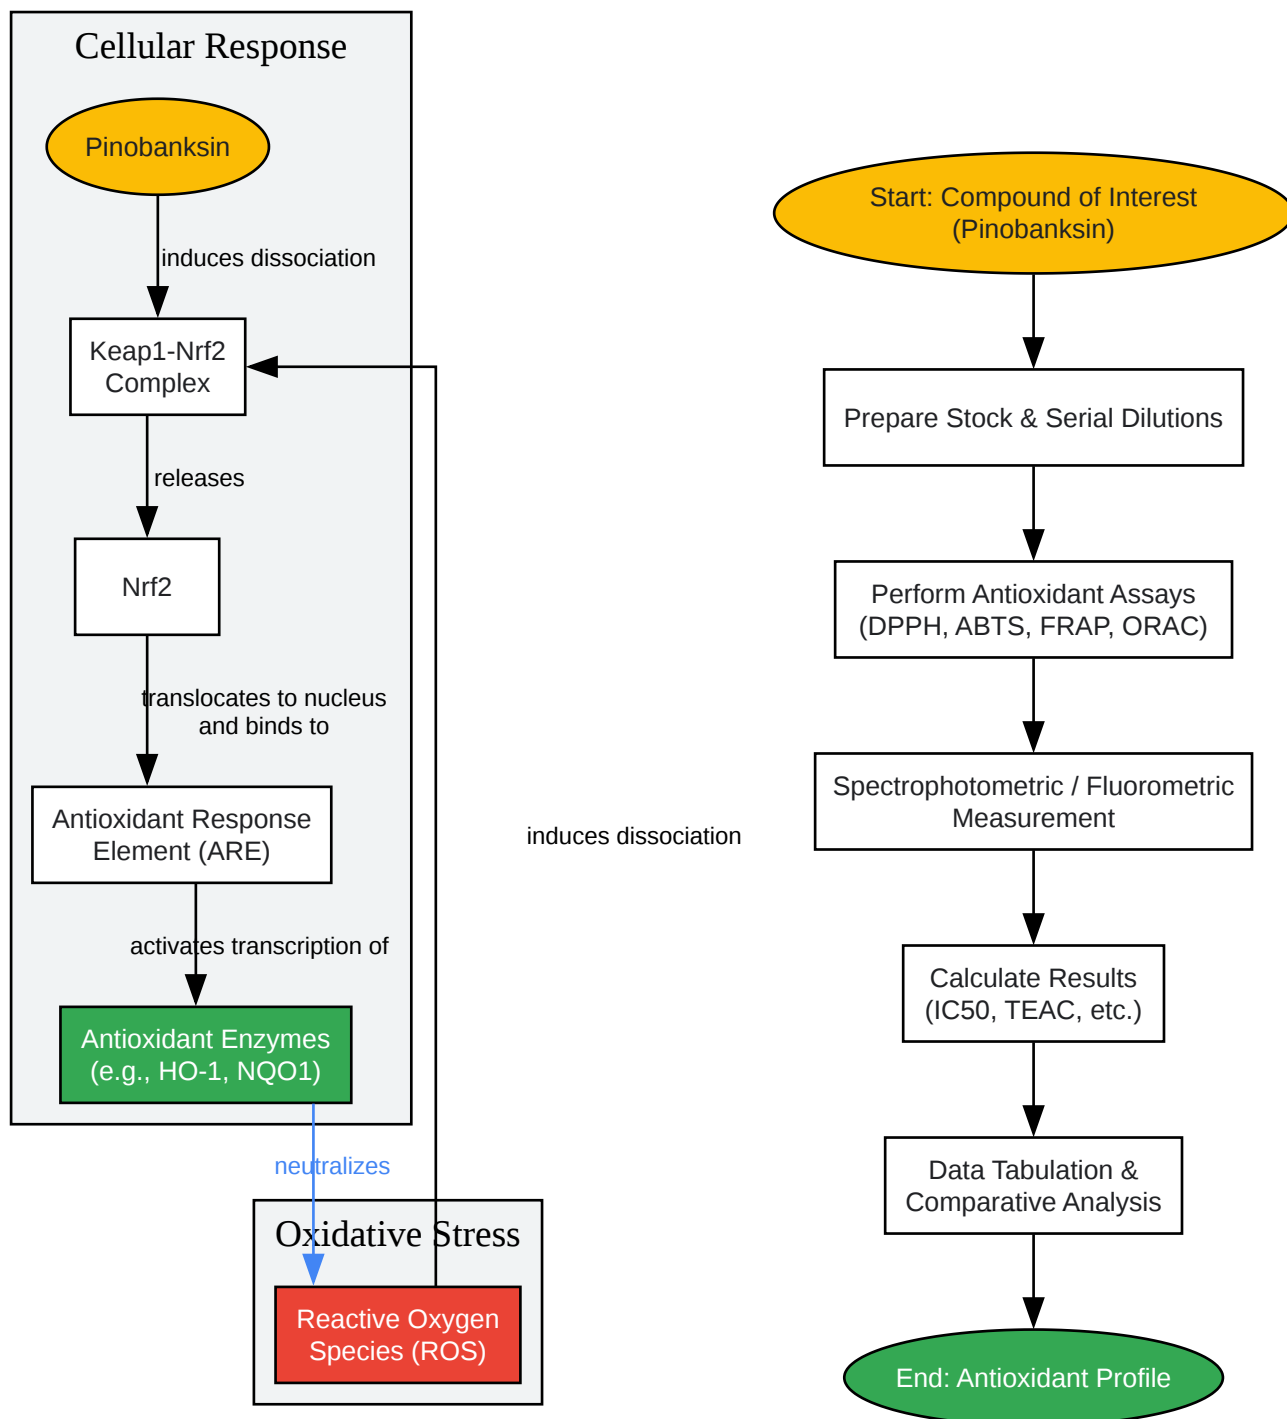 Cellular Response
Pinobanksin
induces dissociation
Keap1-Nrf2
Complex
releases
Nrf2
translocates to nucleus
and binds to
Antioxidant Response
Element (ARE)
activates transcription of
Antioxidant Enzymes
(e.g., HO-1, NQO1)
neutralizes
Oxidative Stress
Reactive Oxygen
Species (ROS)
induces dissociation
Start: Compound of Interest
(Pinobanksin)
Prepare Stock & Serial Dilutions
Perform Antioxidant Assays
(DPPH, ABTS, FRAP, ORAC)
Spectrophotometric / Fluorometric
Measurement
Calculate Results
(IC50, TEAC, etc.)
Data Tabulation &
Comparative Analysis
End: Antioxidant Profile